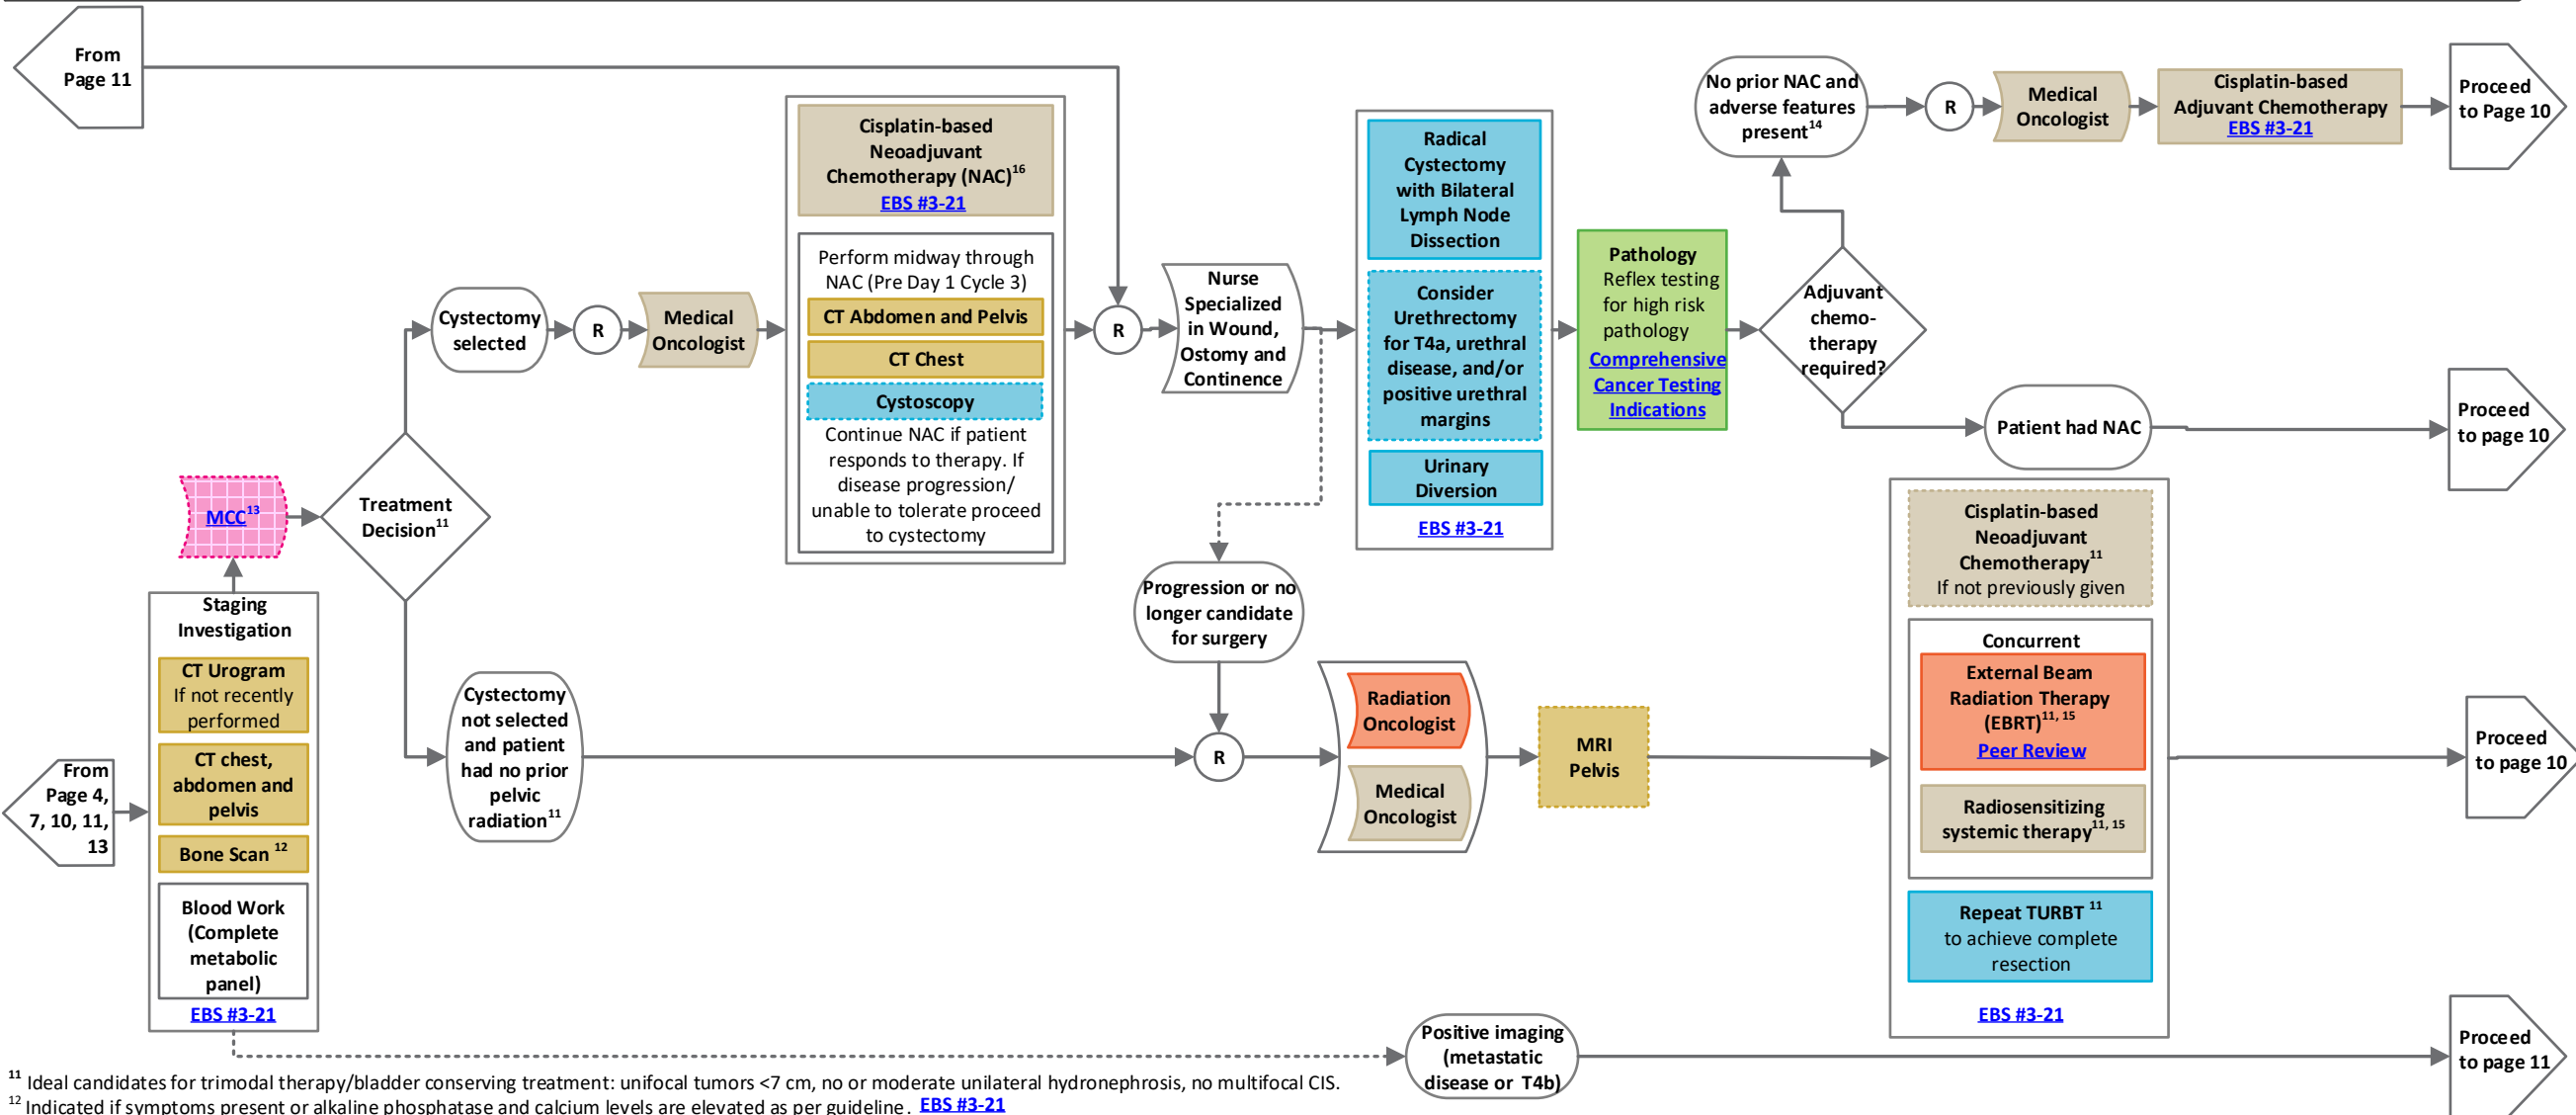 From
Page 11
From
Page 4,
7, 10, 11,
13
Staging
Investigation
CT Urogram
If not recently
performed
CT chest,
abdomen and
pelvis
Bone Scan 12
Blood Work
(Complete
metabolic
panel)
EBS #3-21
MCC13
Treatment
Decision11
Cystectomy
selected
R
Medical
Oncologist
Cisplatin-based
Neoadjuvant
Chemotherapy (NAC)16
EBS #3-21
Perform midway through
NAC (Pre Day 1 Cycle 3)
CT Abdomen and Pelvis
CT Chest
Cystoscopy
Continue NAC if patient
responds to therapy. If
disease progression/
unable to tolerate proceed
to cystectomy
R
Nurse
Specialized
in Wound,
Ostomy and
Continence
Radical
Cystectomy
with Bilateral
Lymph Node
Dissection
Consider
Urethrectomy
for T4a, urethral
disease, and/or
positive urethral
margins
Urinary
Diversion
EBS #3-21
Pathology
Reflex testing
for high risk
pathology
Comprehensive
Cancer Testing
Indications
Adjuvant
chemo-
therapy
required?
No prior NAC and
adverse features
present14
R
Medical
Oncologist
Cisplatin-based
Adjuvant Chemotherapy
EBS #3-21
Proceed
to Page 10
Patient had NAC
Proceed
to page 10
Progression or no
longer candidate
for surgery
Cystectomy
not selected
and patient
had no prior
pelvic
radiation11
R
Radiation
Oncologist
Medical
Oncologist
MRI
Pelvis
Cisplatin-based
Neoadjuvant
Chemotherapy11
If not previously given
Concurrent
External Beam
Radiation Therapy
(EBRT)11, 15
Peer Review
Radiosensitizing
systemic therapy11, 15
Repeat TURBT 11
to achieve complete
resection
EBS #3-21
Proceed
to page 10
Positive imaging
(metastatic
disease or T4b)
Proceed
to page 11
11 Ideal candidates for trimodal therapy/bladder conserving treatment: unifocal tumors <7 cm, no or moderate unilateral hydronephrosis, no multifocal CIS.
12 Indicated if symptoms present or alkaline phosphatase and calcium levels are elevated as per guideline. EBS #3-21